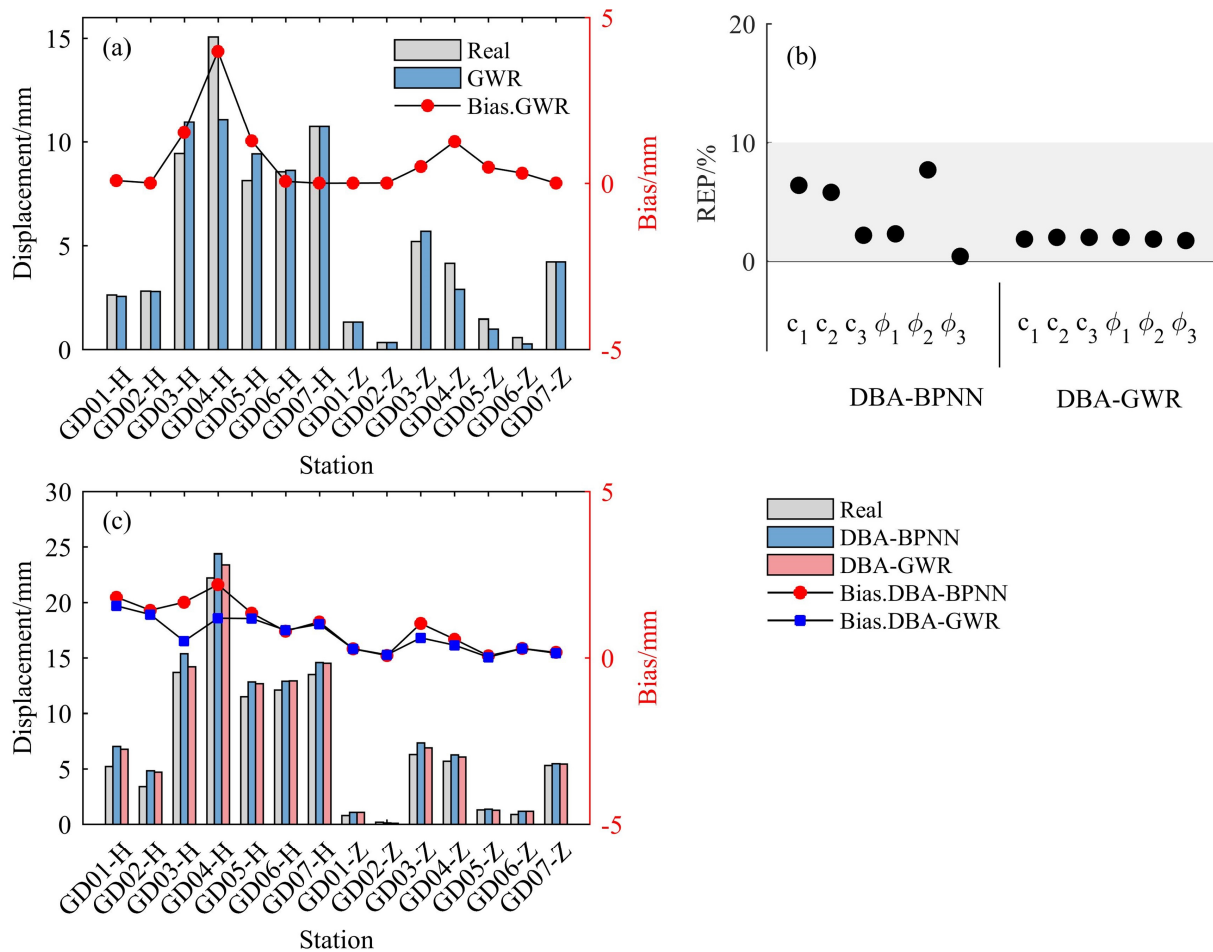 (a)
Real
GWR
Bias.GWR
Displacement/mm
15
10
5
0
5
0
-5
Bias/mm
GD01-H
GD02-H
GD03-H
GD04-H
GD05-H
GD06-H
GD07-H
GD01-Z
GD02-Z
GD03-Z
GD04-Z
GD05-Z
GD06-Z
GD07-Z
Station
(b)
REP/%
20
10
0
c₁ c₂ c₃ ϕ₁ ϕ₂ ϕ₃
c₁ c₂ c₃ ϕ₁ ϕ₂ ϕ₃
DBA-BPNN
DBA-GWR
(c)
Displacement/mm
30
25
20
15
10
5
0
5
0
-5
Bias/mm
GD01-H
GD02-H
GD03-H
GD04-H
GD05-H
GD06-H
GD07-H
GD01-Z
GD02-Z
GD03-Z
GD04-Z
GD05-Z
GD06-Z
GD07-Z
Station
Real
DBA-BPNN
DBA-GWR
Bias.DBA-BPNN
Bias.DBA-GWR